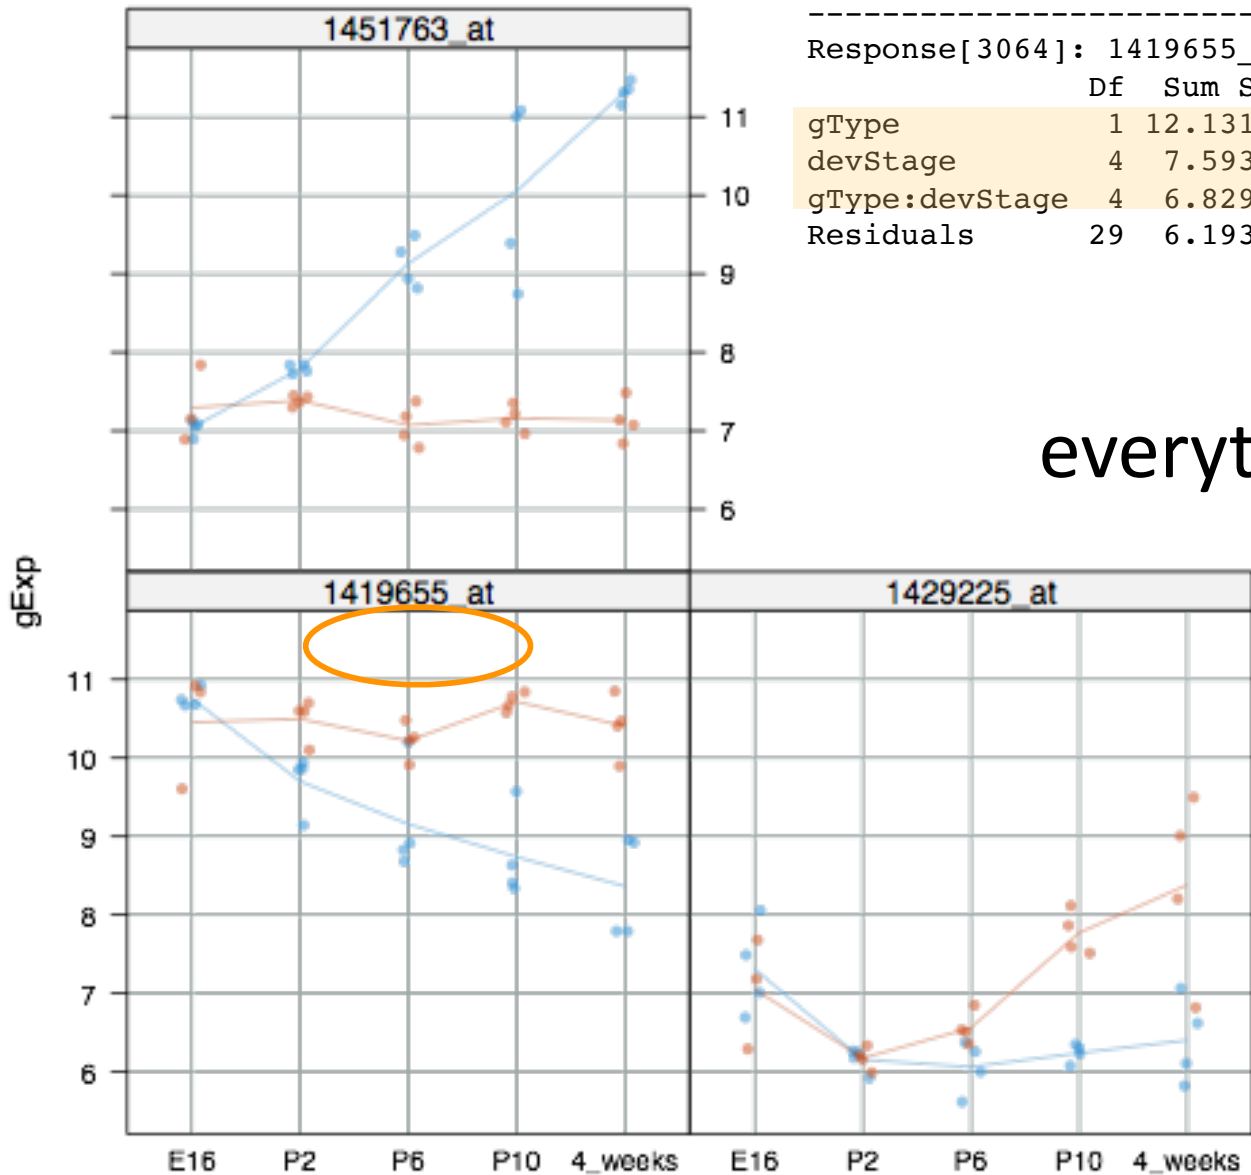 1451763_at
11
10
9
8
7
6
--------------------------
Response[3064]: 1419655_
Df Sum S
gType 1 12.131
devStage 4 7.593
gType:devStage 4 6.829
Residuals 29 6.193
everyt
gExp
1419655_at
1429225_at
11
10
9
8
7
6
E16 P2 P6 P10 4_weeks E16 P2 P6 P10 4_weeks